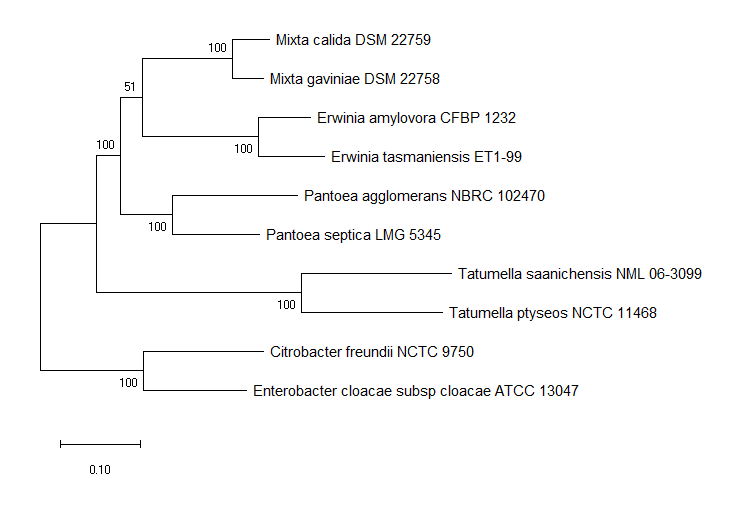 100
Mixta calida DSM 22759
Mixta gaviniae DSM 22758
51
Erwinia amylovora CFBP 1232
100
100
Erwinia tasmaniensis ET1-99
Pantoea agglomerans NBRC 102470
100
Pantoea septica LMG 5345
Tatumella saanichensis NML 06-3099
100
Tatumella ptyseos NCTC 11468
Citrobacter freundii NCTC 9750
100
Enterobacter cloacae subsp cloacae ATCC 13047
0.10